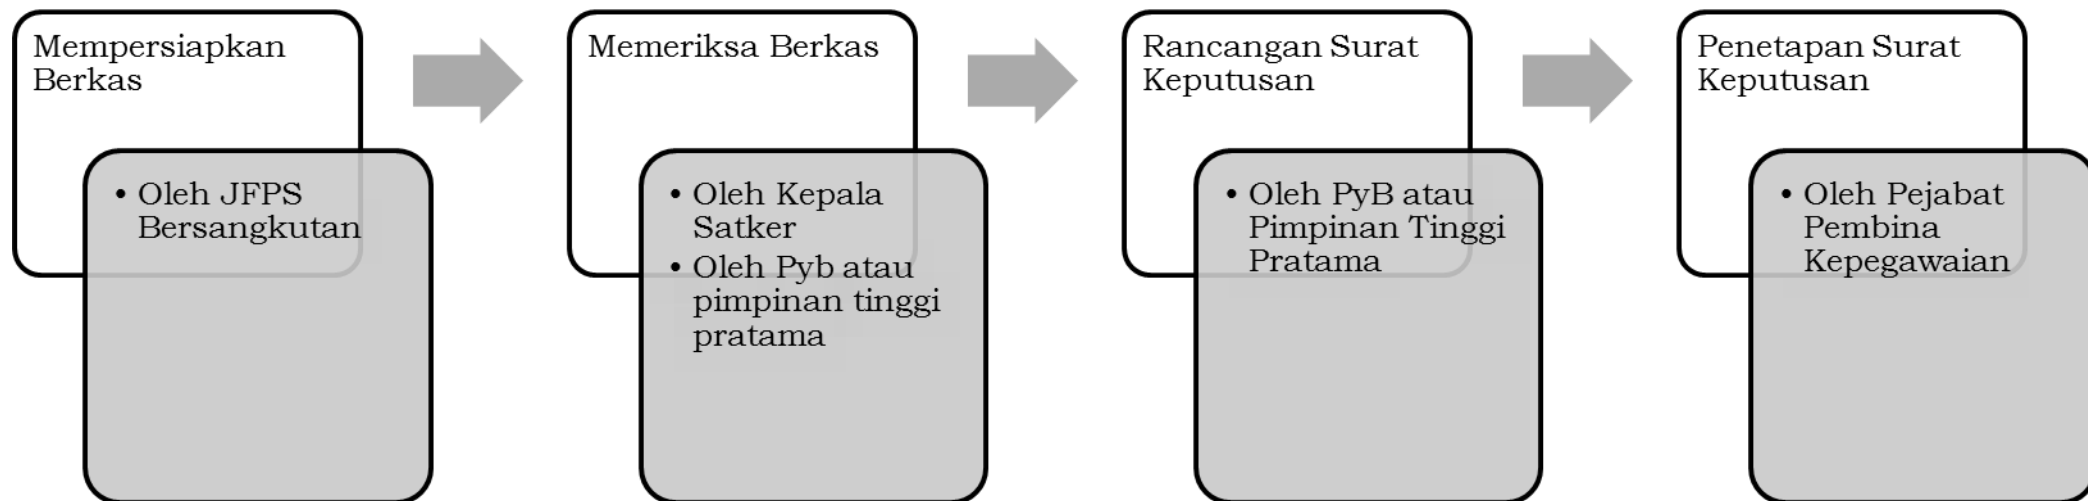 Mempersiapkan
Berkas
• Oleh JFPS
Bersangkutan
Memeriksa Berkas
• Oleh Kepala
Satker
• Oleh Pyb atau
pimpinan tinggi
pratama
Rancangan Surat
Keputusan
• Oleh PyB atau
Pimpinan Tinggi
Pratama
Penetapan Surat
Keputusan
• Oleh Pejabat
Pembina
Kepegawaian